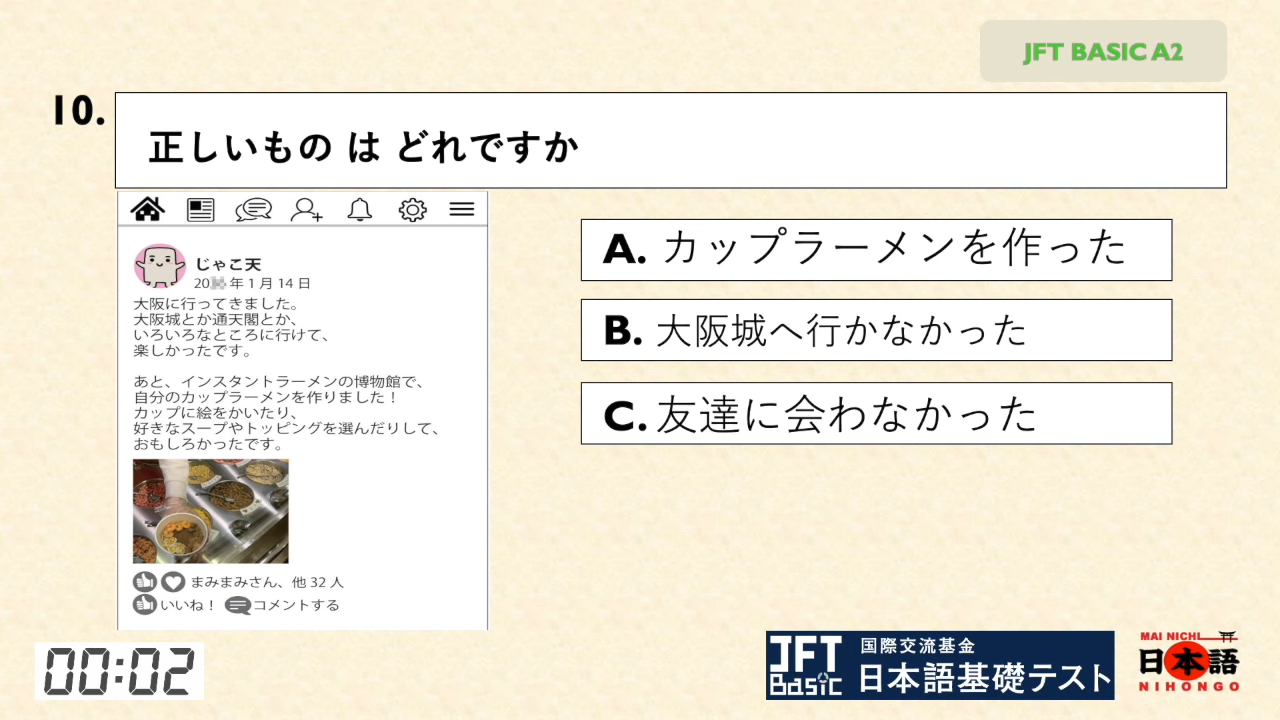 JFT BASIC A2
10.
正しいもの は どれですか
じゃこ天
20 年1月14日
大阪に行ってきました。
大阪城とか通天閣とか、
いろいろなところに行けて、
楽しかったです。
あと、インスタントラーメンの博物館で、
自分のカップラーメンを作りました！
カップに絵をかいたり、
好きなスープやトッピングを選んだりして、
おもしろかったです。
まみまみさん、他 32 人
いいね！ コメントする
A. カップラーメンを作った
B. 大阪城へ行かなかった
C. 友達に会わなかった
00:02
JFT Basic
国際交流基金
日本語基礎テスト
MAI NICHI
日本語
NIHONGO